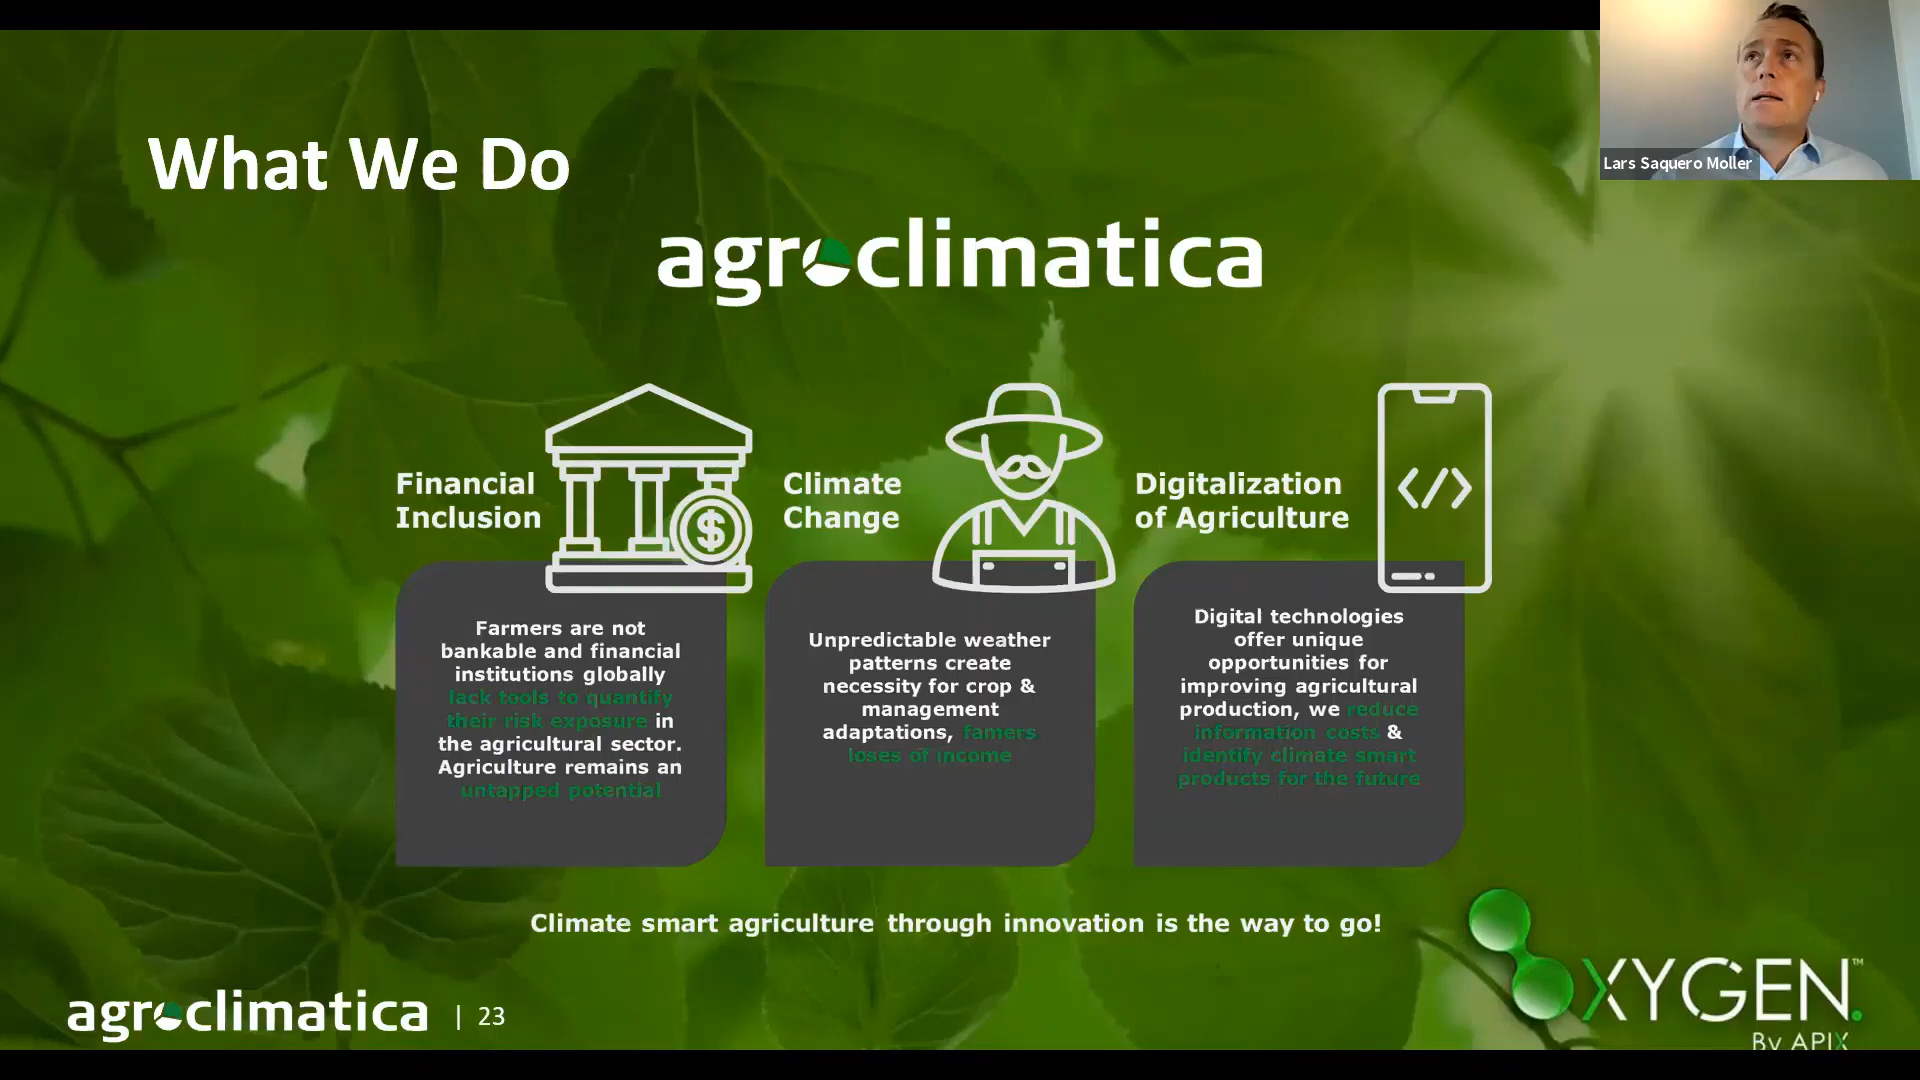 Lars Saquero Moller
What We Do
agroclimatica
Financial
Inclusion
$
Farmers are not
bankable and financial
institutions globally
lack tools to quantify
their risk exposure in
the agricultural sector.
Agriculture remains an
untapped potential
Climate
Change
Unpredictable weather
patterns create
necessity for crop &
management
adaptations, famers
loses of income
Digitalization
of Agriculture
</>
Digital technologies
offer unique
opportunities for
improving agricultural
production, we reduce
information costs &
identify climate smart
products for the future
Climate smart agriculture through innovation is the way to go!
agroclimatica | 23
OXYGEN.™
By APIX